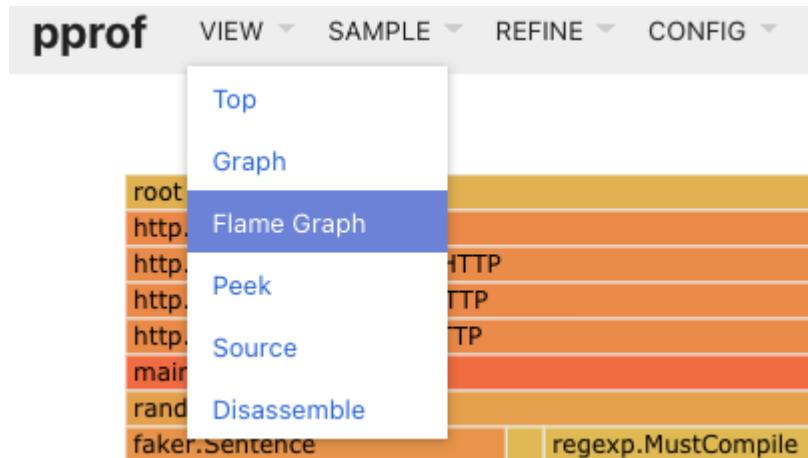 pprof VIEW SAMPLE REFINE CONFIG
Top
Graph
root
Flame Graph
http.
http. HTTP
Peek
http. TTP
http. TP
Source
main
rand
Disassemble
faker.Sentence regexp.MustCompile